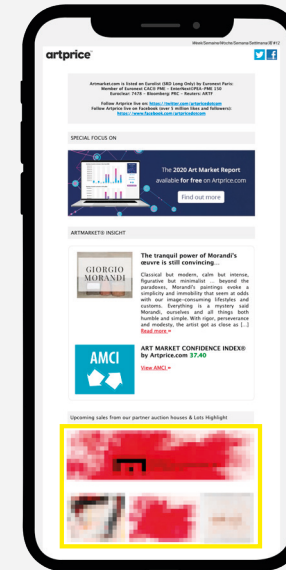 artprice
Artmarket.com is listed on Eurolist (SRD Long Only) by Euronext Paris:
Member of Euronext CAC® PME - EnterNext©PEA-PME 150
Euroclear: 7478 - Bloomberg: PRC - Reuters: ARTF
Follow Artprice live on https://twitter.com/artpricedotcom
Follow Artprice live on Facebook (over 5 million likes and followers):
https://www.facebook.com/artpricedotcom
SPECIAL FOCUS ON
The 2020 Art Market Report
available for free on Artprice.com
Find out more
ARTMARKET® INSIGHT
GIORGIO
MORANDI
The tranquil power of Morandi's
œuvre is still convincing...
Classical but modern, calm but intense,
figurative but minimalist ... beyond the
paradoxes, Morandi's paintings evoke a
simplicity and immobility that seem at odds
with our image-consuming lifestyles and
customs. Everything is a mystery said
Morandi, ourselves and all things both
humble and simple. With rigor, perseverance
and modesty, the artist got as close as [...]
Read more »
AMCI
ART MARKET CONFIDENCE INDEX®
by Artprice.com 37.40
View AMCI »
Upcoming sales from our partner auction houses & Lots Highlight